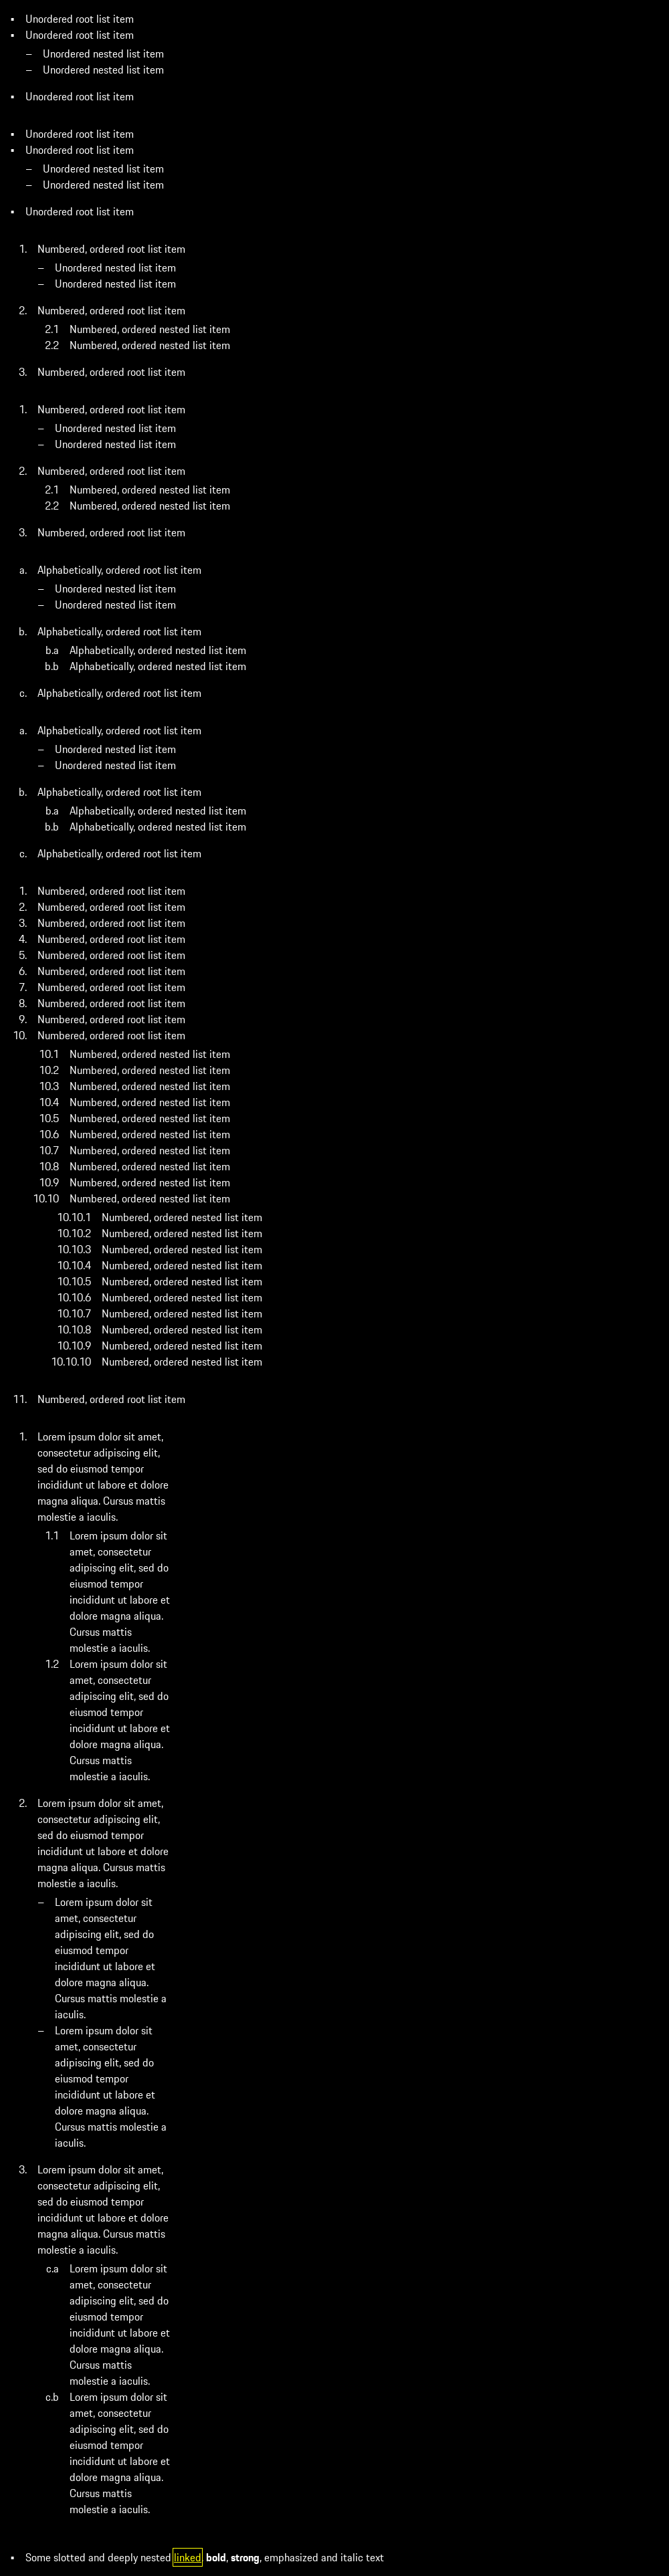 • Unordered root list item
• Unordered root list item
– Unordered nested list item
– Unordered nested list item
• Unordered root list item
• Unordered root list item
• Unordered root list item
– Unordered nested list item
– Unordered nested list item
• Unordered root list item
1. Numbered, ordered root list item
– Unordered nested list item
– Unordered nested list item
2. Numbered, ordered root list item
2.1 Numbered, ordered nested list item
2.2 Numbered, ordered nested list item
3. Numbered, ordered root list item
1. Numbered, ordered root list item
– Unordered nested list item
– Unordered nested list item
2. Numbered, ordered root list item
2.1 Numbered, ordered nested list item
2.2 Numbered, ordered nested list item
3. Numbered, ordered root list item
a. Alphabetically, ordered root list item
– Unordered nested list item
– Unordered nested list item
b. Alphabetically, ordered root list item
b.a Alphabetically, ordered nested list item
b.b Alphabetically, ordered nested list item
c. Alphabetically, ordered root list item
a. Alphabetically, ordered root list item
– Unordered nested list item
– Unordered nested list item
b. Alphabetically, ordered root list item
b.a Alphabetically, ordered nested list item
b.b Alphabetically, ordered nested list item
c. Alphabetically, ordered root list item
1. Numbered, ordered root list item
2. Numbered, ordered root list item
3. Numbered, ordered root list item
4. Numbered, ordered root list item
5. Numbered, ordered root list item
6. Numbered, ordered root list item
7. Numbered, ordered root list item
8. Numbered, ordered root list item
9. Numbered, ordered root list item
10. Numbered, ordered root list item
10.1 Numbered, ordered nested list item
10.2 Numbered, ordered nested list item
10.3 Numbered, ordered nested list item
10.4 Numbered, ordered nested list item
10.5 Numbered, ordered nested list item
10.6 Numbered, ordered nested list item
10.7 Numbered, ordered nested list item
10.8 Numbered, ordered nested list item
10.9 Numbered, ordered nested list item
10.10 Numbered, ordered nested list item
10.10.1 Numbered, ordered nested list item
10.10.2 Numbered, ordered nested list item
10.10.3 Numbered, ordered nested list item
10.10.4 Numbered, ordered nested list item
10.10.5 Numbered, ordered nested list item
10.10.6 Numbered, ordered nested list item
10.10.7 Numbered, ordered nested list item
10.10.8 Numbered, ordered nested list item
10.10.9 Numbered, ordered nested list item
10.10.10 Numbered, ordered nested list item
11. Numbered, ordered root list item
1. Lorem ipsum dolor sit amet,
consectetur adipiscing elit,
sed do eiusmod tempor
incididunt ut labore et dolore
magna aliqua. Cursus mattis
molestie a iaculis.
1.1 Lorem ipsum dolor sit
amet, consectetur
adipiscing elit, sed do
eiusmod tempor
incididunt ut labore et
dolore magna aliqua.
Cursus mattis
molestie a iaculis.
1.2 Lorem ipsum dolor sit
amet, consectetur
adipiscing elit, sed do
eiusmod tempor
incididunt ut labore et
dolore magna aliqua.
Cursus mattis
molestie a iaculis.
2. Lorem ipsum dolor sit amet,
consectetur adipiscing elit,
sed do eiusmod tempor
incididunt ut labore et dolore
magna aliqua. Cursus mattis
molestie a iaculis.
– Lorem ipsum dolor sit
amet, consectetur
adipiscing elit, sed do
eiusmod tempor
incididunt ut labore et
dolore magna aliqua.
Cursus mattis molestie a
iaculis.
– Lorem ipsum dolor sit
amet, consectetur
adipiscing elit, sed do
eiusmod tempor
incididunt ut labore et
dolore magna aliqua.
Cursus mattis molestie a
iaculis.
3. Lorem ipsum dolor sit amet,
consectetur adipiscing elit,
sed do eiusmod tempor
incididunt ut labore et dolore
magna aliqua. Cursus mattis
molestie a iaculis.
c.a Lorem ipsum dolor sit
amet, consectetur
adipiscing elit, sed do
eiusmod tempor
incididunt ut labore et
dolore magna aliqua.
Cursus mattis
molestie a iaculis.
c.b Lorem ipsum dolor sit
amet, consectetur
adipiscing elit, sed do
eiusmod tempor
incididunt ut labore et
dolore magna aliqua.
Cursus mattis
molestie a iaculis.
• Some slotted and deeply nested linked, bold, strong, emphasized and italic text